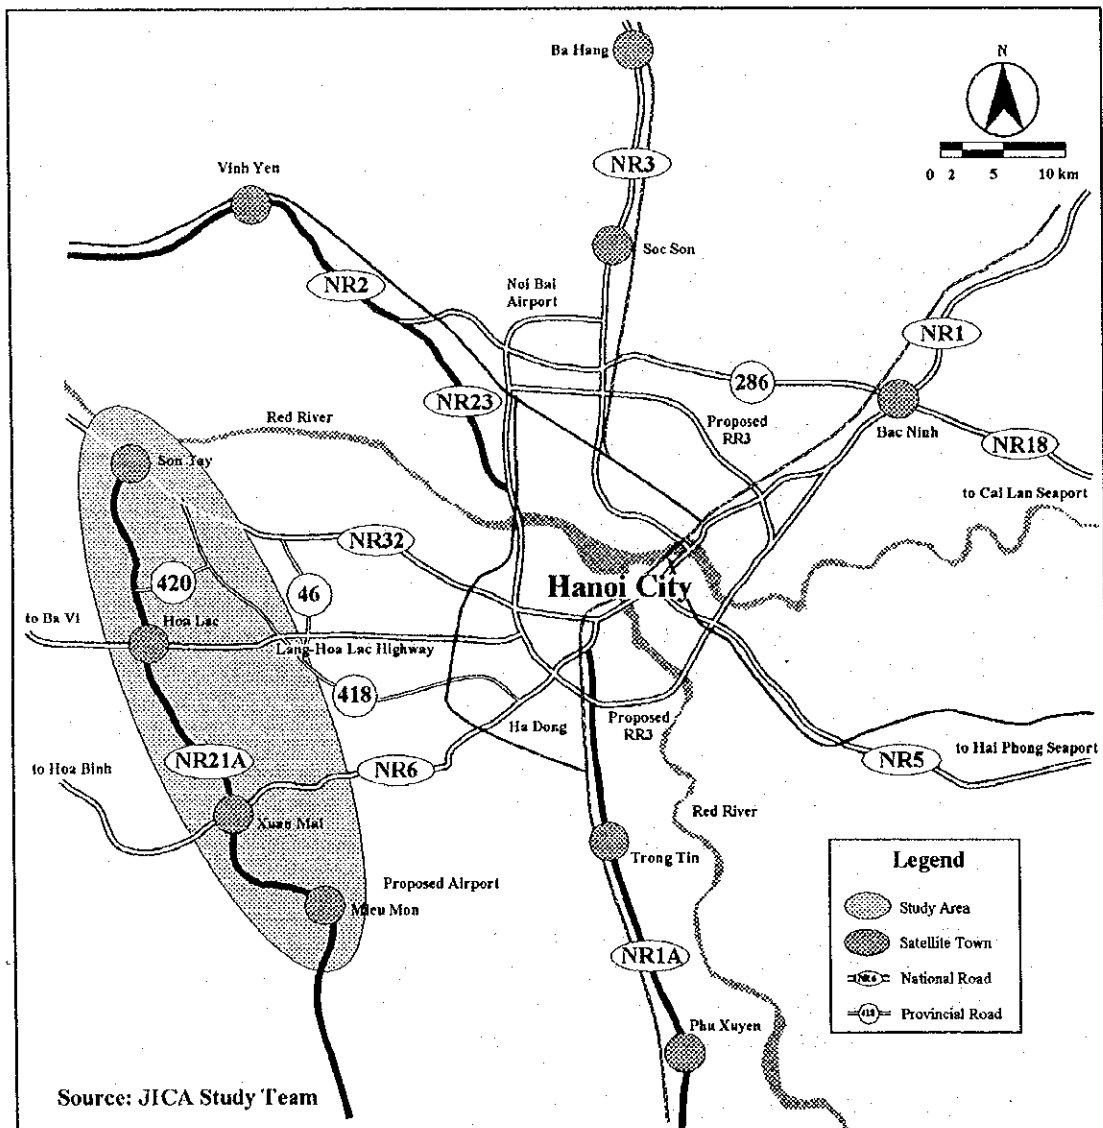 Ba Hang
N
NR3
0 2 5 10 km
Vinh Yen
Soc Son
NR2
Noi Bai
Airport
NR1
286
NR23
Red River
Proposed
RR3
Bac Ninh
NR18
Son Tay
to Cai Lan Seaport
NR32
420
46
Hanoi City
to Ba Vi
Hoa Lac
Lang-Hoa Lac Highway
418
Ha Dong
Proposed
RR3
NR21A
to Hoa Binh
NR6
NR5
to Hai Phong Seaport
Xuan Mai
Red River
Trong Tin
Proposed Airport
Mieu Mon
NR1A
Phu Xuyen
Legend
Study Area
Satellite Town
NR6 National Road
418 Provincial Road
Source: JICA Study Team